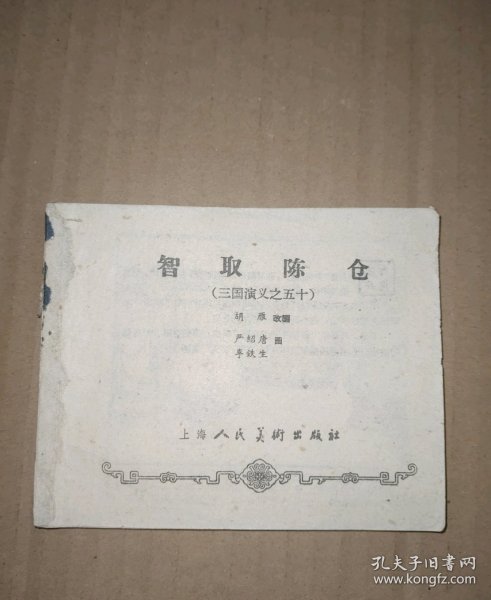 智取陈仓
（三国演义之五十）
胡雁 改編
严绍唐 画
李铁生
上海人民美術出版社
孔夫子旧书网
www.kongfz.com